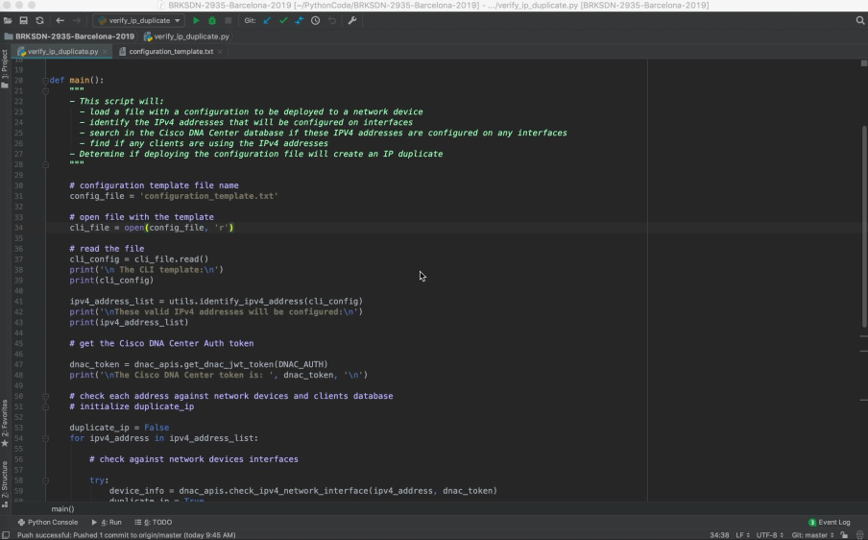 BRKSDN-2935-Barcelona-2019 [~/PythonCode/BRKSDN-2935-Barcelona-2019] - .../verify_ip_duplicate.py [BRKSDN-2935-Barcelona-2019]
verify_ip_duplicate
Git:
BRKSDN-2935-Barcelona-2019 verify_ip_duplicate.py
verify_ip_duplicate.py × configuration_template.txt ×
1: Project
19
20 def main():
21 """
22 - This script will:
23 - load a file with a configuration to be deployed to a network device
24 - identify the IPv4 addresses that will be configured on interfaces
25 - search in the Cisco DNA Center database if these IPV4 addresses are configured on any interfaces
26 - find if any clients are using the IPv4 addresses
27 - Determine if deploying the configuration file will create an IP duplicate
28 """
29
30 # configuration template file name
31 config_file = 'configuration_template.txt'
32
33 # open file with the template
34 cli_file = open(config_file, 'r')
35
36 # read the file
37 cli_config = cli_file.read()
38 print('\n The CLI template:\n')
39 print(cli_config)
40
41 ipv4_address_list = utils.identify_ipv4_address(cli_config)
42 print('\nThese valid IPv4 addresses will be configured:\n')
43 print(ipv4_address_list)
44
45 # get the Cisco DNA Center Auth token
46
47 dnac_token = dnac_apis.get_dnac_jwt_token(DNAC_AUTH)
48 print('\nThe Cisco DNA Center token is: ', dnac_token, '\n')
49
50 # check each address against network devices and clients database
51 # initialize duplicate_ip
52
53 duplicate_ip = False
54 for ipv4_address in ipv4_address_list:
55
56 # check against network devices interfaces
57
58 try:
59 device_info = dnac_apis.check_ipv4_network_interface(ipv4_address, dnac_token)
60 duplicate_ip = True
2: Favorites
7: Structure
main()
Python Console 4: Run 6: TODO 3 Event Log
Push successful: Pushed 1 commit to origin/master (today 9:45 AM) 34:38 LF UTF-8 Git: master